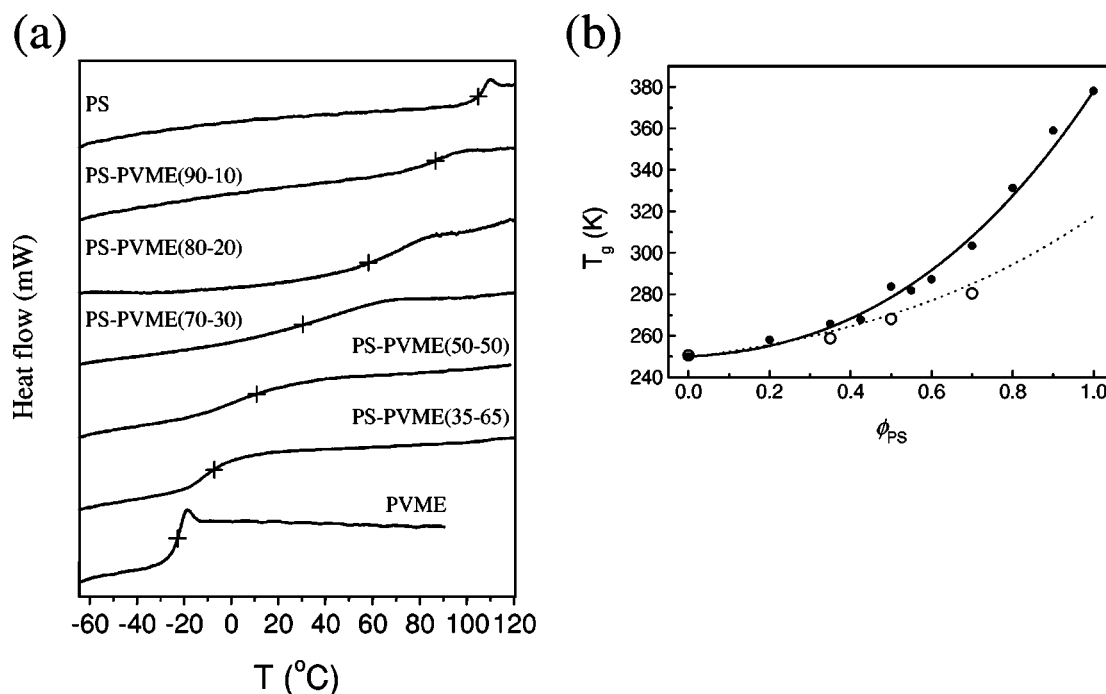 (a)
PS
PS-PVME(90-10)
PS-PVME(80-20)
PS-PVME(70-30)
PS-PVME(50-50)
PS-PVME(35-65)
PVME
Heat flow (mW)
-60 -40 -20 0 20 40 60 80 100 120
T (°C)
(b)
380
360
340
320
300
280
260
240
T_g (K)
0.0 0.2 0.4 0.6 0.8 1.0
ϕ_PS